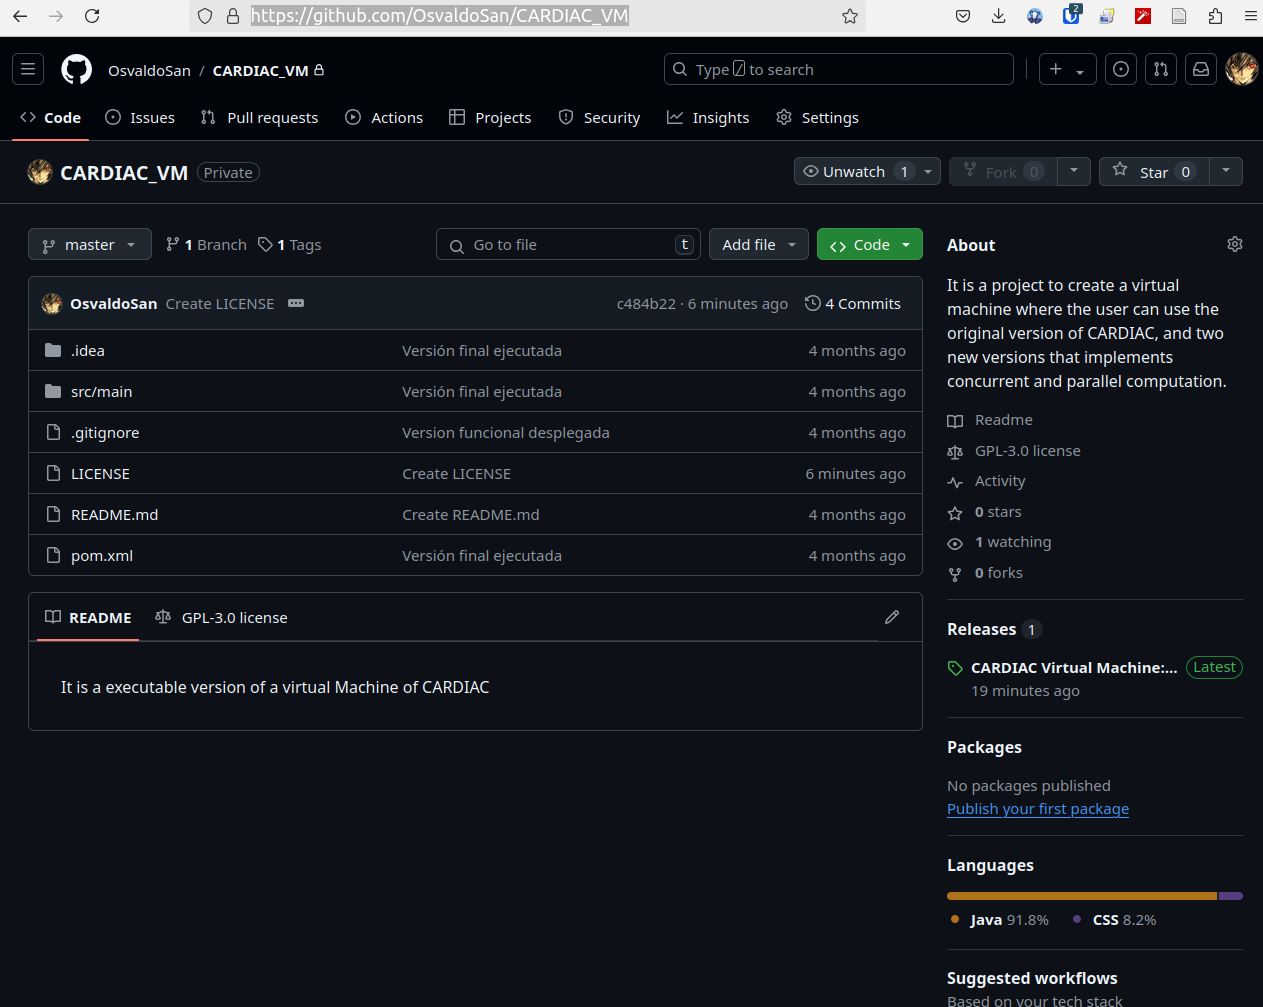 https://github.com/OsvaldoSan/CARDIAC_VM
2
OsvaldoSan / CARDIAC_VM
Type / to search
Code Issues Pull requests Actions Projects Security Insights Settings
CARDIAC_VM Private
Unwatch 1 Fork 0 Star 0
master 1 Branch 1 Tags
Go to file t Add file Code
OsvaldoSan Create LICENSE c484b22 · 6 minutes ago 4 Commits
.idea Versión final ejecutada 4 months ago
src/main Versión final ejecutada 4 months ago
.gitignore Version funcional desplegada 4 months ago
LICENSE Create LICENSE 6 minutes ago
README.md Create README.md 4 months ago
pom.xml Versión final ejecutada 4 months ago
README GPL-3.0 license
It is a executable version of a virtual Machine of CARDIAC
About
It is a project to create a virtual
machine where the user can use the
original version of CARDIAC, and two
new versions that implements
concurrent and parallel computation.
Readme
GPL-3.0 license
Activity
0 stars
1 watching
0 forks
Releases 1
CARDIAC Virtual Machine:... Latest
19 minutes ago
Packages
No packages published
Publish your first package
Languages
Java 91.8% CSS 8.2%
Suggested workflows
Based on your tech stack